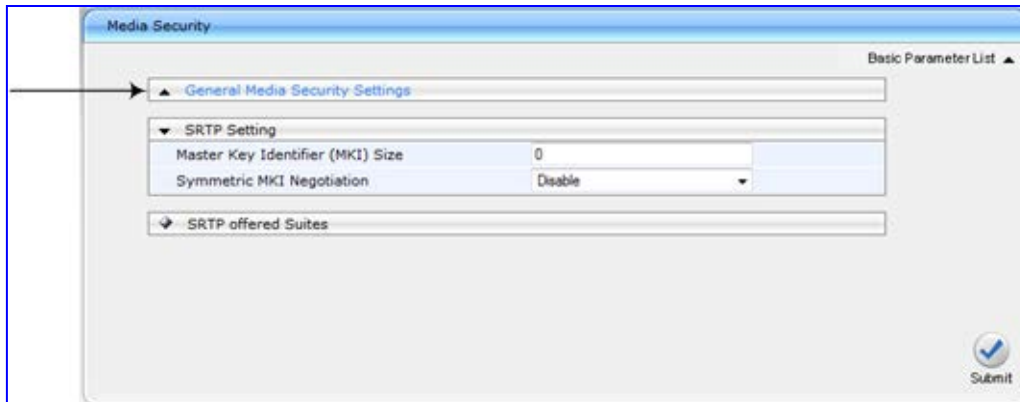 Media Security
Basic Parameter List
General Media Security Settings
SRTP Setting
Master Key Identifier (MKI) Size 0
Symmetric MKI Negotiation Disable
SRTP offered Suites
Submit